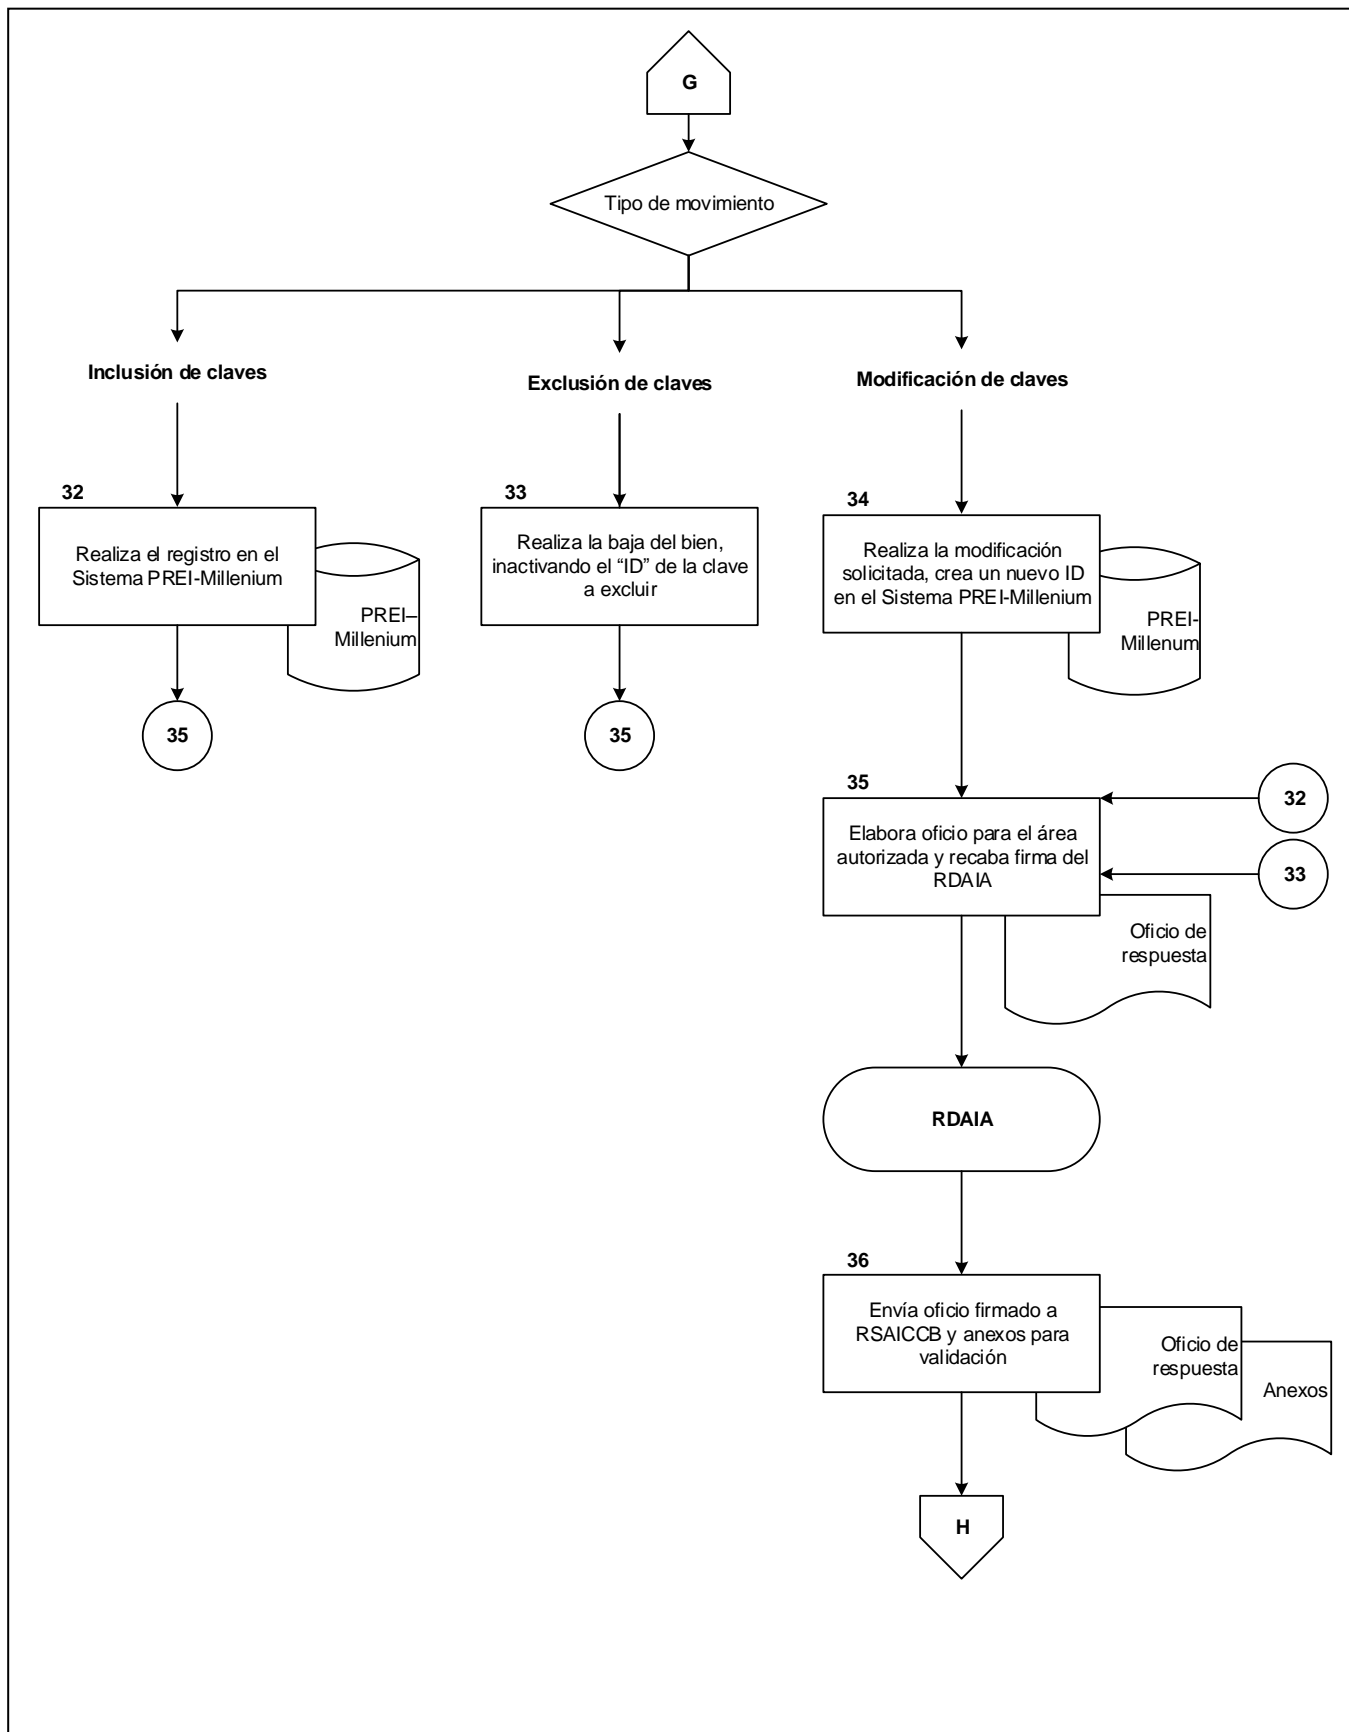 G
Tipo de movimiento
Inclusión de claves
Exclusión de claves
Modificación de claves
32
Realiza el registro en el
Sistema PREI-Millenium
PREI–
Millenium
35
33
Realiza la baja del bien,
inactivando el “ID” de la clave
a excluir
35
34
Realiza la modificación
solicitada, crea un nuevo ID
en el Sistema PREI-Millenium
PREI-
Millenum
35
Elabora oficio para el área
autorizada y recaba firma del
RDAIA
32
33
Oficio de
respuesta
RDAIA
36
Envía oficio firmado a
RSAICCB y anexos para
validación
Oficio de
respuesta
Anexos
H